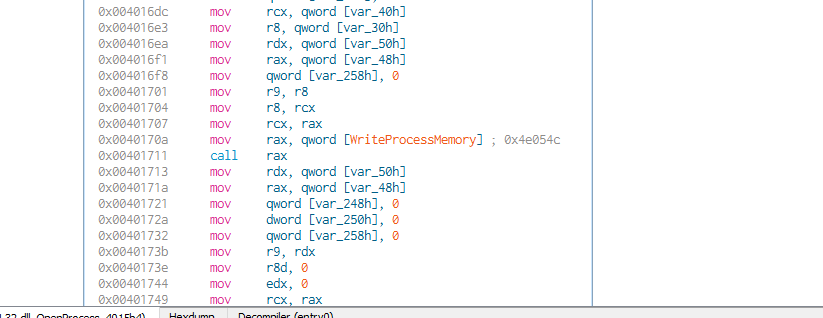 0x004016dc mov rcx, qword [var_40h]
0x004016e3 mov r8, qword [var_30h]
0x004016ea mov rdx, qword [var_50h]
0x004016f1 mov rax, qword [var_48h]
0x004016f8 mov qword [var_258h], 0
0x00401701 mov r9, r8
0x00401704 mov r8, rcx
0x00401707 mov rcx, rax
0x0040170a mov rax, qword [WriteProcessMemory] ; 0x4e054c
0x00401711 call rax
0x00401713 mov rdx, qword [var_50h]
0x0040171a mov rax, qword [var_48h]
0x00401721 mov qword [var_248h], 0
0x0040172a mov dword [var_250h], 0
0x00401732 mov qword [var_258h], 0
0x0040173b mov r9, rdx
0x0040173e mov r8d, 0
0x00401744 mov edx, 0
0x00401749 mov rcx, rax
Hexdump Decompiler (entry0)